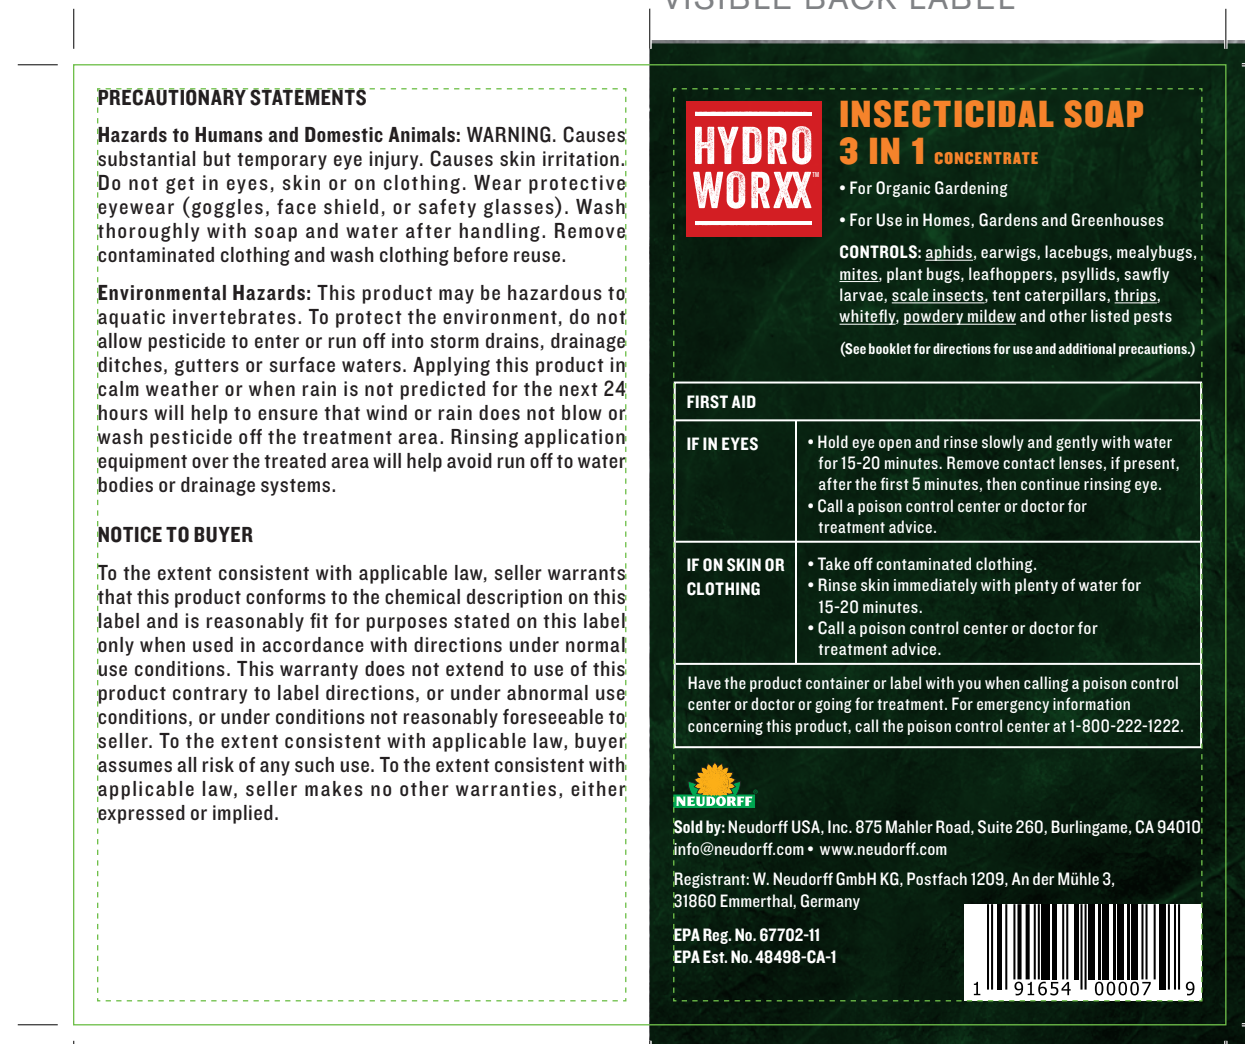 VISIBLE BACK LABEL
PRECAUTIONARY STATEMENTS
Hazards to Humans and Domestic Animals: WARNING. Causes
substantial but temporary eye injury. Causes skin irritation.
Do not get in eyes, skin or on clothing. Wear protective
eyewear (goggles, face shield, or safety glasses). Wash
thoroughly with soap and water after handling. Remove
contaminated clothing and wash clothing before reuse.
Environmental Hazards: This product may be hazardous to
aquatic invertebrates. To protect the environment, do not
allow pesticide to enter or run off into storm drains, drainage
ditches, gutters or surface waters. Applying this product in
calm weather or when rain is not predicted for the next 24
hours will help to ensure that wind or rain does not blow or
wash pesticide off the treatment area. Rinsing application
equipment over the treated area will help avoid run off to water
bodies or drainage systems.
NOTICE TO BUYER
To the extent consistent with applicable law, seller warrants
that this product conforms to the chemical description on this
label and is reasonably fit for purposes stated on this label
only when used in accordance with directions under normal
use conditions. This warranty does not extend to use of this
product contrary to label directions, or under abnormal use
conditions, or under conditions not reasonably foreseeable to
seller. To the extent consistent with applicable law, buyer
assumes all risk of any such use. To the extent consistent with
applicable law, seller makes no other warranties, either
expressed or implied.
HYDRO
WORXX™
INSECTICIDAL SOAP
3 IN 1 CONCENTRATE
• For Organic Gardening
• For Use in Homes, Gardens and Greenhouses
CONTROLS: aphids, earwigs, lacebugs, mealybugs,
mites, plant bugs, leafhoppers, psyllids, sawfly
larvae, scale insects, tent caterpillars, thrips,
whitefly, powdery mildew and other listed pests
(See booklet for directions for use and additional precautions.)
FIRST AID
IF IN EYES
• Hold eye open and rinse slowly and gently with water
for 15-20 minutes. Remove contact lenses, if present,
after the first 5 minutes, then continue rinsing eye.
• Call a poison control center or doctor for
treatment advice.
IF ON SKIN OR
CLOTHING
• Take off contaminated clothing.
• Rinse skin immediately with plenty of water for
15-20 minutes.
• Call a poison control center or doctor for
treatment advice.
Have the product container or label with you when calling a poison control
center or doctor or going for treatment. For emergency information
concerning this product, call the poison control center at 1-800-222-1222.
NEUDORFF
Sold by: Neudorff USA, Inc. 875 Mahler Road, Suite 260, Burlingame, CA 94010
info@neudorff.com • www.neudorff.com
Registrant: W. Neudorff GmbH KG, Postfach 1209, An der Mühle 3,
31860 Emmerthal, Germany
EPA Reg. No. 67702-11
EPA Est. No. 48498-CA-1
1 91654 00007 9